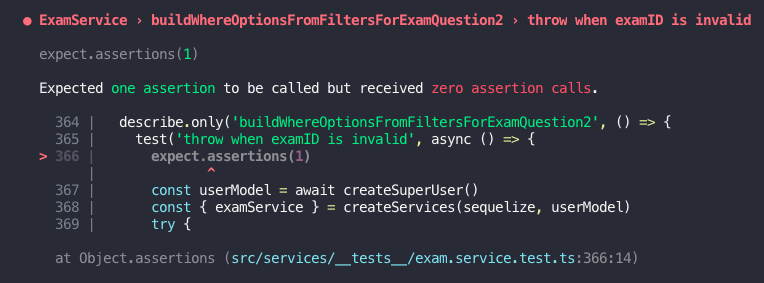 ● ExamService › buildWhereOptionsFromFiltersForExamQuestion2 › throw when examID is invalid
expect.assertions(1)
Expected one assertion to be called but received zero assertion calls.
364 |   describe.only('buildWhereOptionsFromFiltersForExamQuestion2', () => {
365 |     test('throw when examID is invalid', async () => {
> 366 |       expect.assertions(1)
|              ^
367 |       const userModel = await createSuperUser()
368 |       const { examService } = createServices(sequelize, userModel)
369 |       try {
at Object.assertions (src/services/__tests__/exam.service.test.ts:366:14)